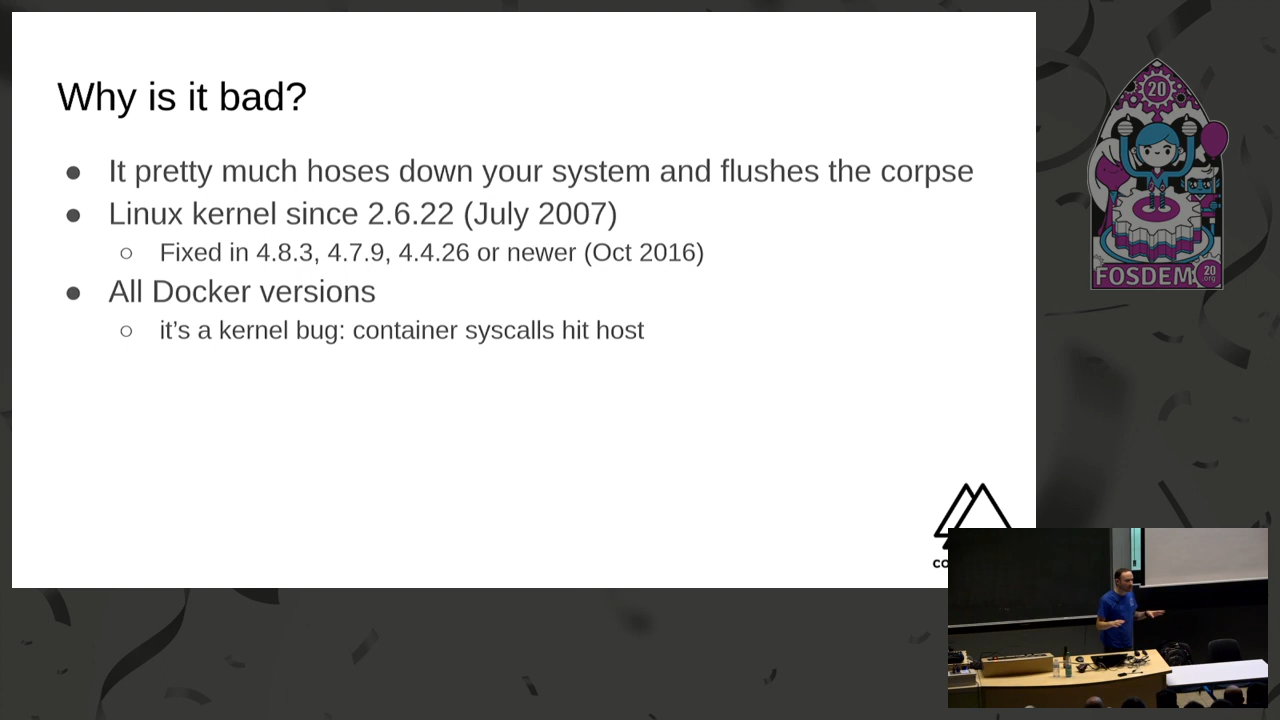 Why is it bad?
It pretty much hoses down your system and flushes the corpse
Linux kernel since 2.6.22 (July 2007)
Fixed in 4.8.3, 4.7.9, 4.4.26 or newer (Oct 2016)
All Docker versions
it's a kernel bug: container syscalls hit host
20
FOSDEM
20
.org